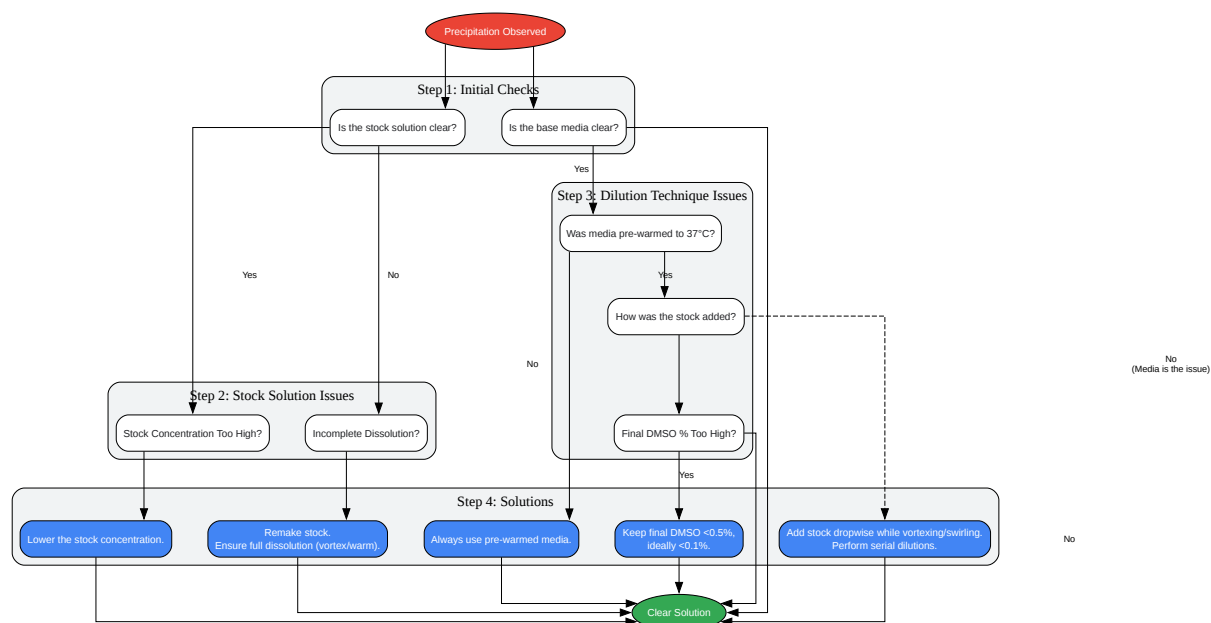 Precipitation Observed
Step 1: Initial Checks
Is the stock solution clear?
Is the base media clear?
Yes
Step 3: Dilution Technique Issues
Was media pre-warmed to 37°C?
Yes
No
Yes
How was the stock added?
No
No
(Media is the issue)
Step 2: Stock Solution Issues
Stock Concentration Too High?
Incomplete Dissolution?
Final DMSO % Too High?
Yes
Step 4: Solutions
Lower the stock concentration.
Remake stock.
Ensure full dissolution (vortex/warm).
Always use pre-warmed media.
Keep final DMSO <0.5%,
ideally <0.1%.
Add stock dropwise while vortexing/swirling.
Perform serial dilutions.
No
Clear Solution